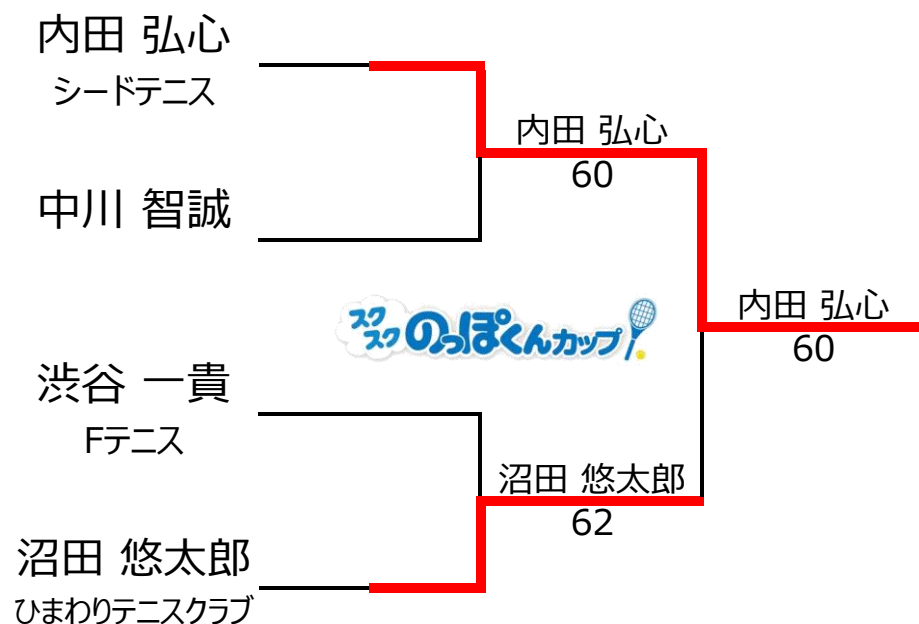 内田 弘心
シードテニス
内田 弘心
60
中川 智誠
スクスクのっぽくんカップ
内田 弘心
60
渋谷 一貴
Fテニス
沼田 悠太郎
62
沼田 悠太郎
ひまわりテニスクラブ